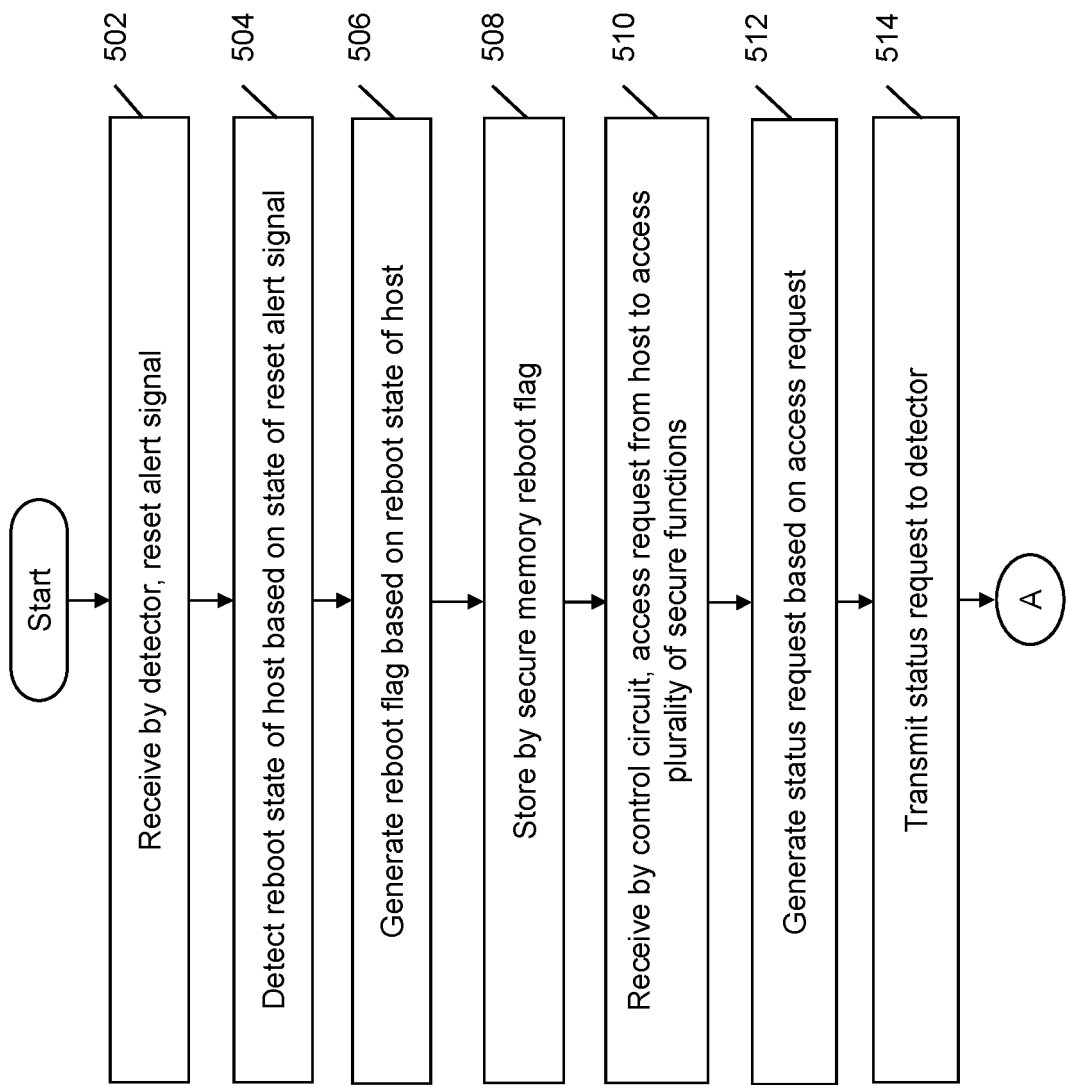 Start
Receive by detector, reset alert signal
502
Detect reboot state of host based on state of reset alert signal
504
Generate reboot flag based on reboot state of host
506
Store by secure memory reboot flag
508
Receive by control circuit, access request from host to access
plurality of secure functions
510
Generate status request based on access request
512
Transmit status request to detector
514
A